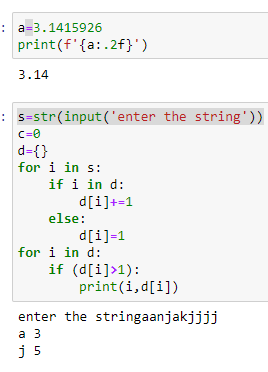 : a=3.1415926
print(f'{a:.2f}')
3.14
: s=str(input('enter the string'))
c=0
d={}
for i in s:
    if i in d:
        d[i]+=1
    else:
        d[i]=1
for i in d:
    if (d[i]>1):
        print(i,d[i])
enter the stringaanjakjjjj
a 3
j 5